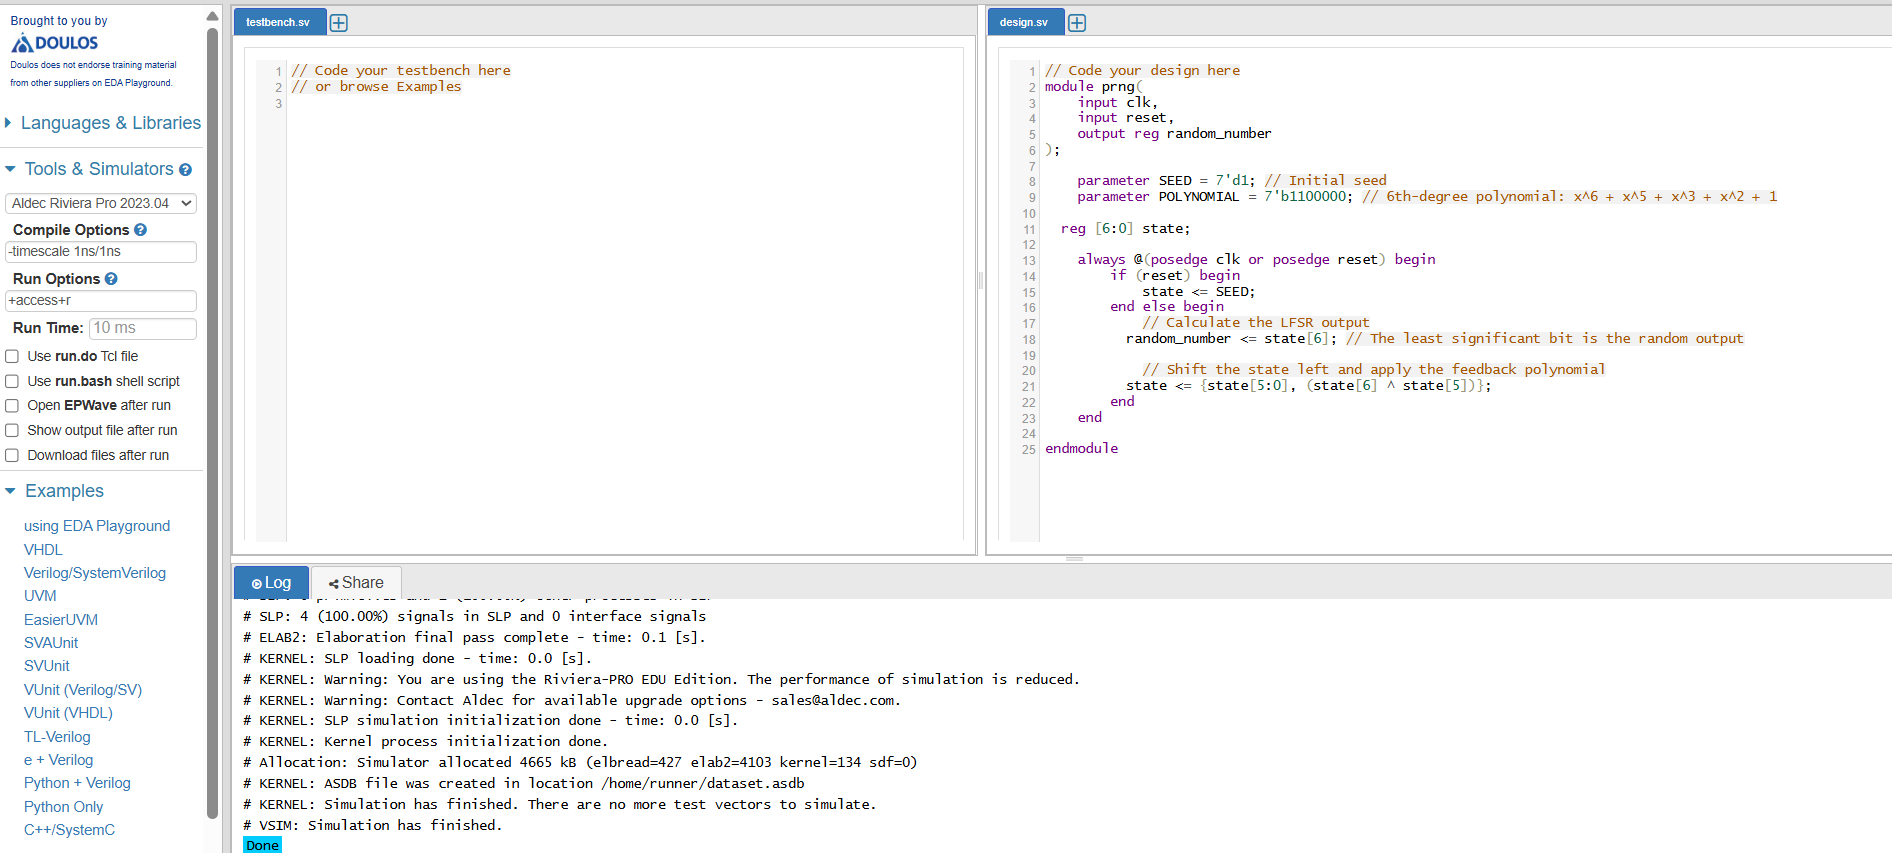 Brought to you by
DOULOS
Doulos does not endorse training material
from other suppliers on EDA Playground.
Languages & Libraries
Tools & Simulators
Aldec Riviera Pro 2023.04
Compile Options
-timescale 1ns/1ns
Run Options
+access+r
Run Time: 10 ms
Use run.do Tcl file
Use run.bash shell script
Open EPWave after run
Show output file after run
Download files after run
Examples
using EDA Playground
VHDL
Verilog/SystemVerilog
UVM
EasierUVM
SVAUnit
SVUnit
VUnit (Verilog/SV)
VUnit (VHDL)
TL-Verilog
e + Verilog
Python + Verilog
Python Only
C++/SystemC
testbench.sv
1 // Code your testbench here
2 // or browse Examples
3
design.sv
1 // Code your design here
2 module prng(
3 input clk,
4 input reset,
5 output reg random_number
6 );
7
8 parameter SEED = 7'd1; // Initial seed
9 parameter POLYNOMIAL = 7'b1100000; // 6th-degree polynomial: x^6 + x^5 + x^3 + x^2 + 1
10
11 reg [6:0] state;
12
13 always @(posedge clk or posedge reset) begin
14 if (reset) begin
15 state <= SEED;
16 end else begin
17 // Calculate the LFSR output
18 random_number <= state[6]; // The least significant bit is the random output
19
20 // Shift the state left and apply the feedback polynomial
21 state <= {state[5:0], (state[6] ^ state[5])};
22 end
23 end
24
25 endmodule
Log
Share
# SLP: 4 (100.00%) signals in SLP and 0 interface signals
# ELAB2: Elaboration final pass complete - time: 0.1 [s].
# KERNEL: SLP loading done - time: 0.0 [s].
# KERNEL: Warning: You are using the Riviera-PRO EDU Edition. The performance of simulation is reduced.
# KERNEL: Warning: Contact Aldec for available upgrade options - sales@aldec.com.
# KERNEL: SLP simulation initialization done - time: 0.0 [s].
# KERNEL: Kernel process initialization done.
# Allocation: Simulator allocated 4665 kB (elbread=427 elab2=4103 kernel=134 sdf=0)
# KERNEL: ASDB file was created in location /home/runner/dataset.asdb
# KERNEL: Simulation has finished. There are no more test vectors to simulate.
# VSIM: Simulation has finished.
Done